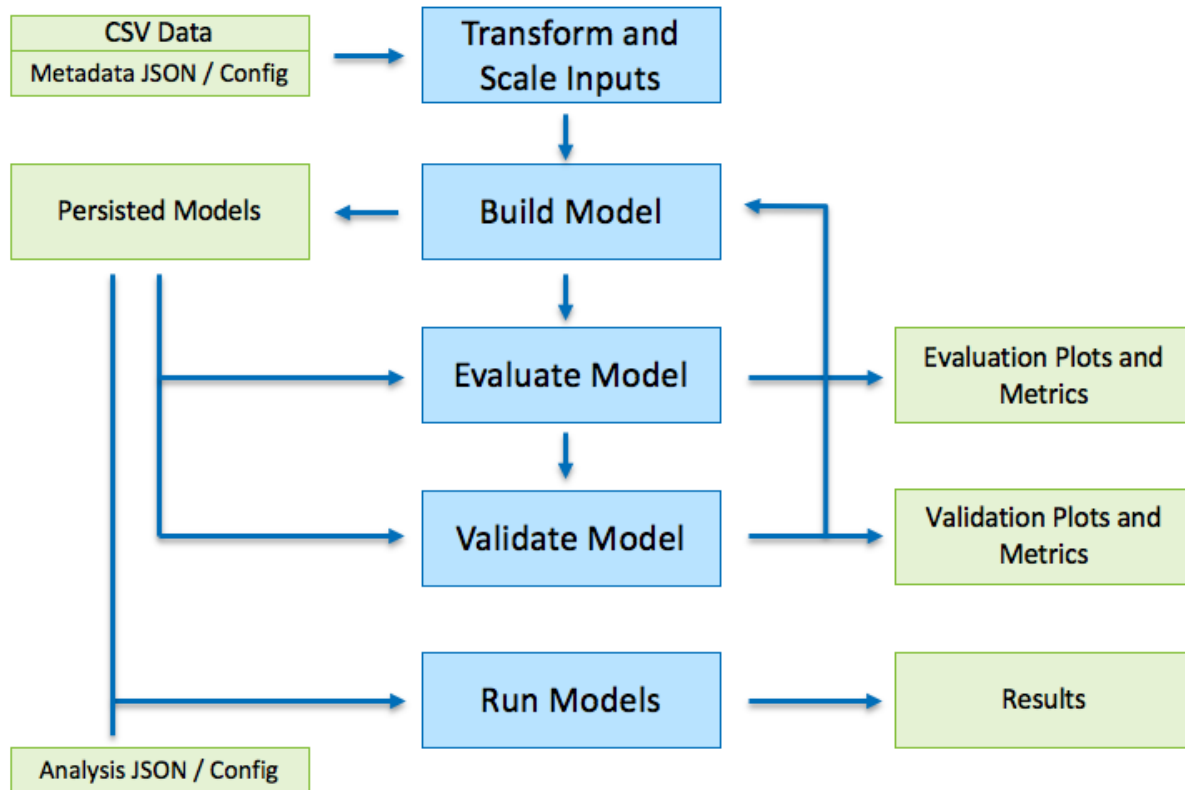 CSV Data
Metadata JSON / Config
Transform and
Scale Inputs
Persisted Models
Build Model
Evaluate Model
Evaluation Plots and
Metrics
Validate Model
Validation Plots and
Metrics
Run Models
Results
Analysis JSON / Config